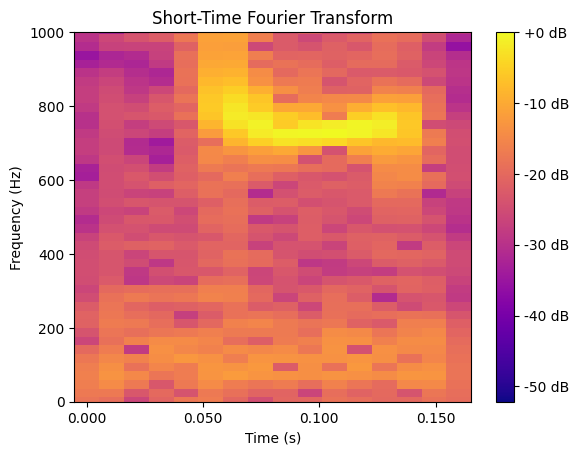 Short-Time Fourier Transform
1000
800
600
400
200
0
Frequency (Hz)
0.000
0.050
0.100
0.150
Time (s)
+0 dB
-10 dB
-20 dB
-30 dB
-40 dB
-50 dB